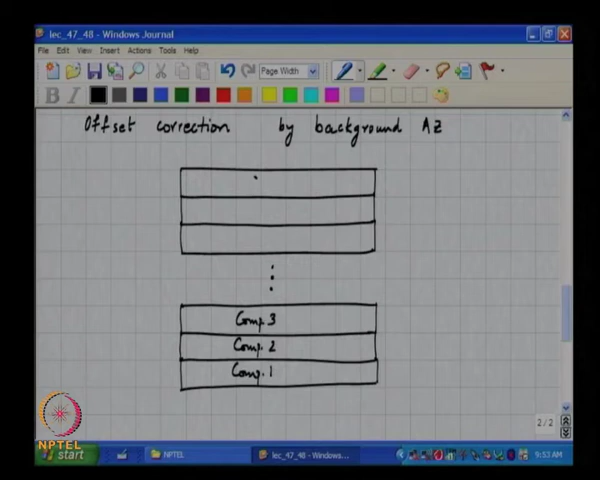 lec_47_48 - Windows Journal
File Edit View Insert Actions Tools Help
Page Width
B I
Offset correction by background AZ
Comp. 3
Comp. 2
Comp. 1
2/2
NPTEL
start NPTEL lec_47_48 - Windows... 9:53 AM